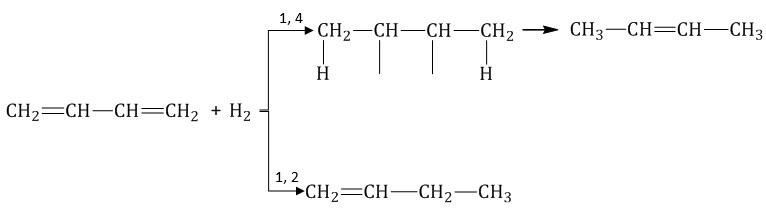 1, 4
CH₂—CH—CH—CH₂ → CH₃—CH=CH—CH₃
H H
CH₂=CH—CH=CH₂ + H₂
1, 2
CH₂=CH—CH₂—CH₃